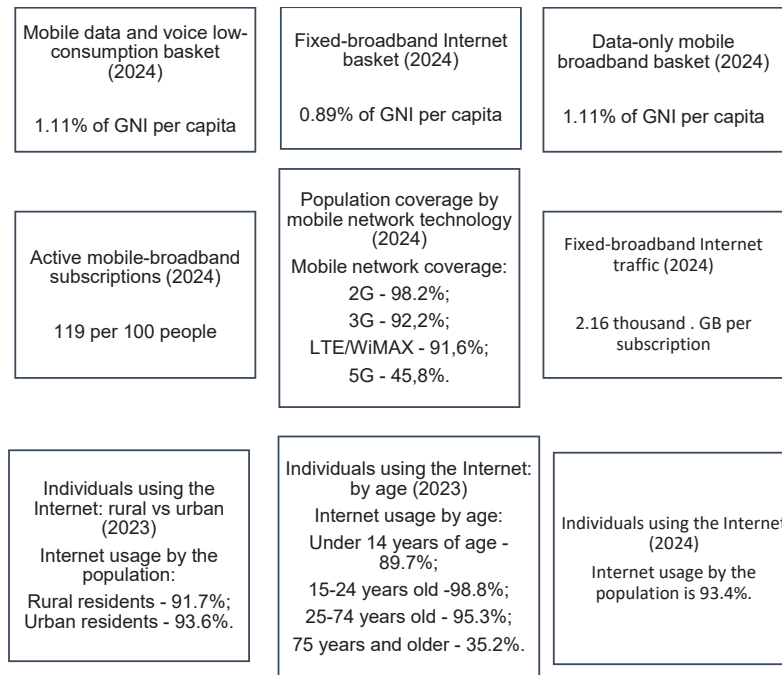 Mobile data and voice low-
consumption basket
(2024)
1.11% of GNI per capita
Fixed-broadband Internet
basket (2024)
0.89% of GNI per capita
Data-only mobile
broadband basket (2024)
1.11% of GNI per capita
Active mobile-broadband
subscriptions (2024)
119 per 100 people
Population coverage by
mobile network technology
(2024)
Mobile network coverage:
2G - 98.2%;
3G - 92,2%;
LTE/WiMAX - 91,6%;
5G - 45,8%.
Fixed-broadband Internet
traffic (2024)
2.16 thousand . GB per
subscription
Individuals using the
Internet: rural vs urban
(2023)
Internet usage by the
population:
Rural residents - 91.7%;
Urban residents - 93.6%.
Individuals using the Internet:
by age (2023)
Internet usage by age:
Under 14 years of age -
89.7%;
15-24 years old -98.8%;
25-74 years old - 95.3%;
75 years and older - 35.2%.
Individuals using the Internet
(2024)
Internet usage by the
population is 93.4%.